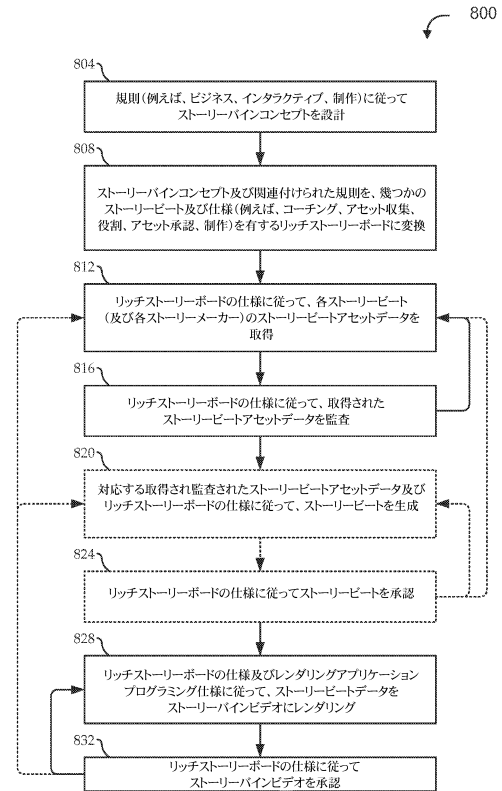 800
804
規則(例えば、ビジネス、インタラクティブ、制作)に従って
ストーリーバインコンセプトを設計
808
ストーリーバインコンセプト及び関連付けられた規則を、幾つかの
ストーリービート及び仕様(例えば、コーチング、アセット収集、
役割、アセット承認、制作)を有するリッチストーリーボードに変換
812
リッチストーリーボードの仕様に従って、各ストーリービート
(及び各ストーリーメーカー)のストーリービートアセットデータを
取得
816
リッチストーリーボードの仕様に従って、取得された
ストーリービートアセットデータを監査
820
対応する取得され監査されたストーリービートアセットデータ及び
リッチストーリーボードの仕様に従って、ストーリービートを生成
824
リッチストーリーボードの仕様に従ってストーリービートを承認
828
リッチストーリーボードの仕様及びレンダリングアプリケーション
プログラミング仕様に従って、ストーリービートデータを
ストーリーバインビデオにレンダリング
832
リッチストーリーボードの仕様に従って
ストーリーバインビデオを承認